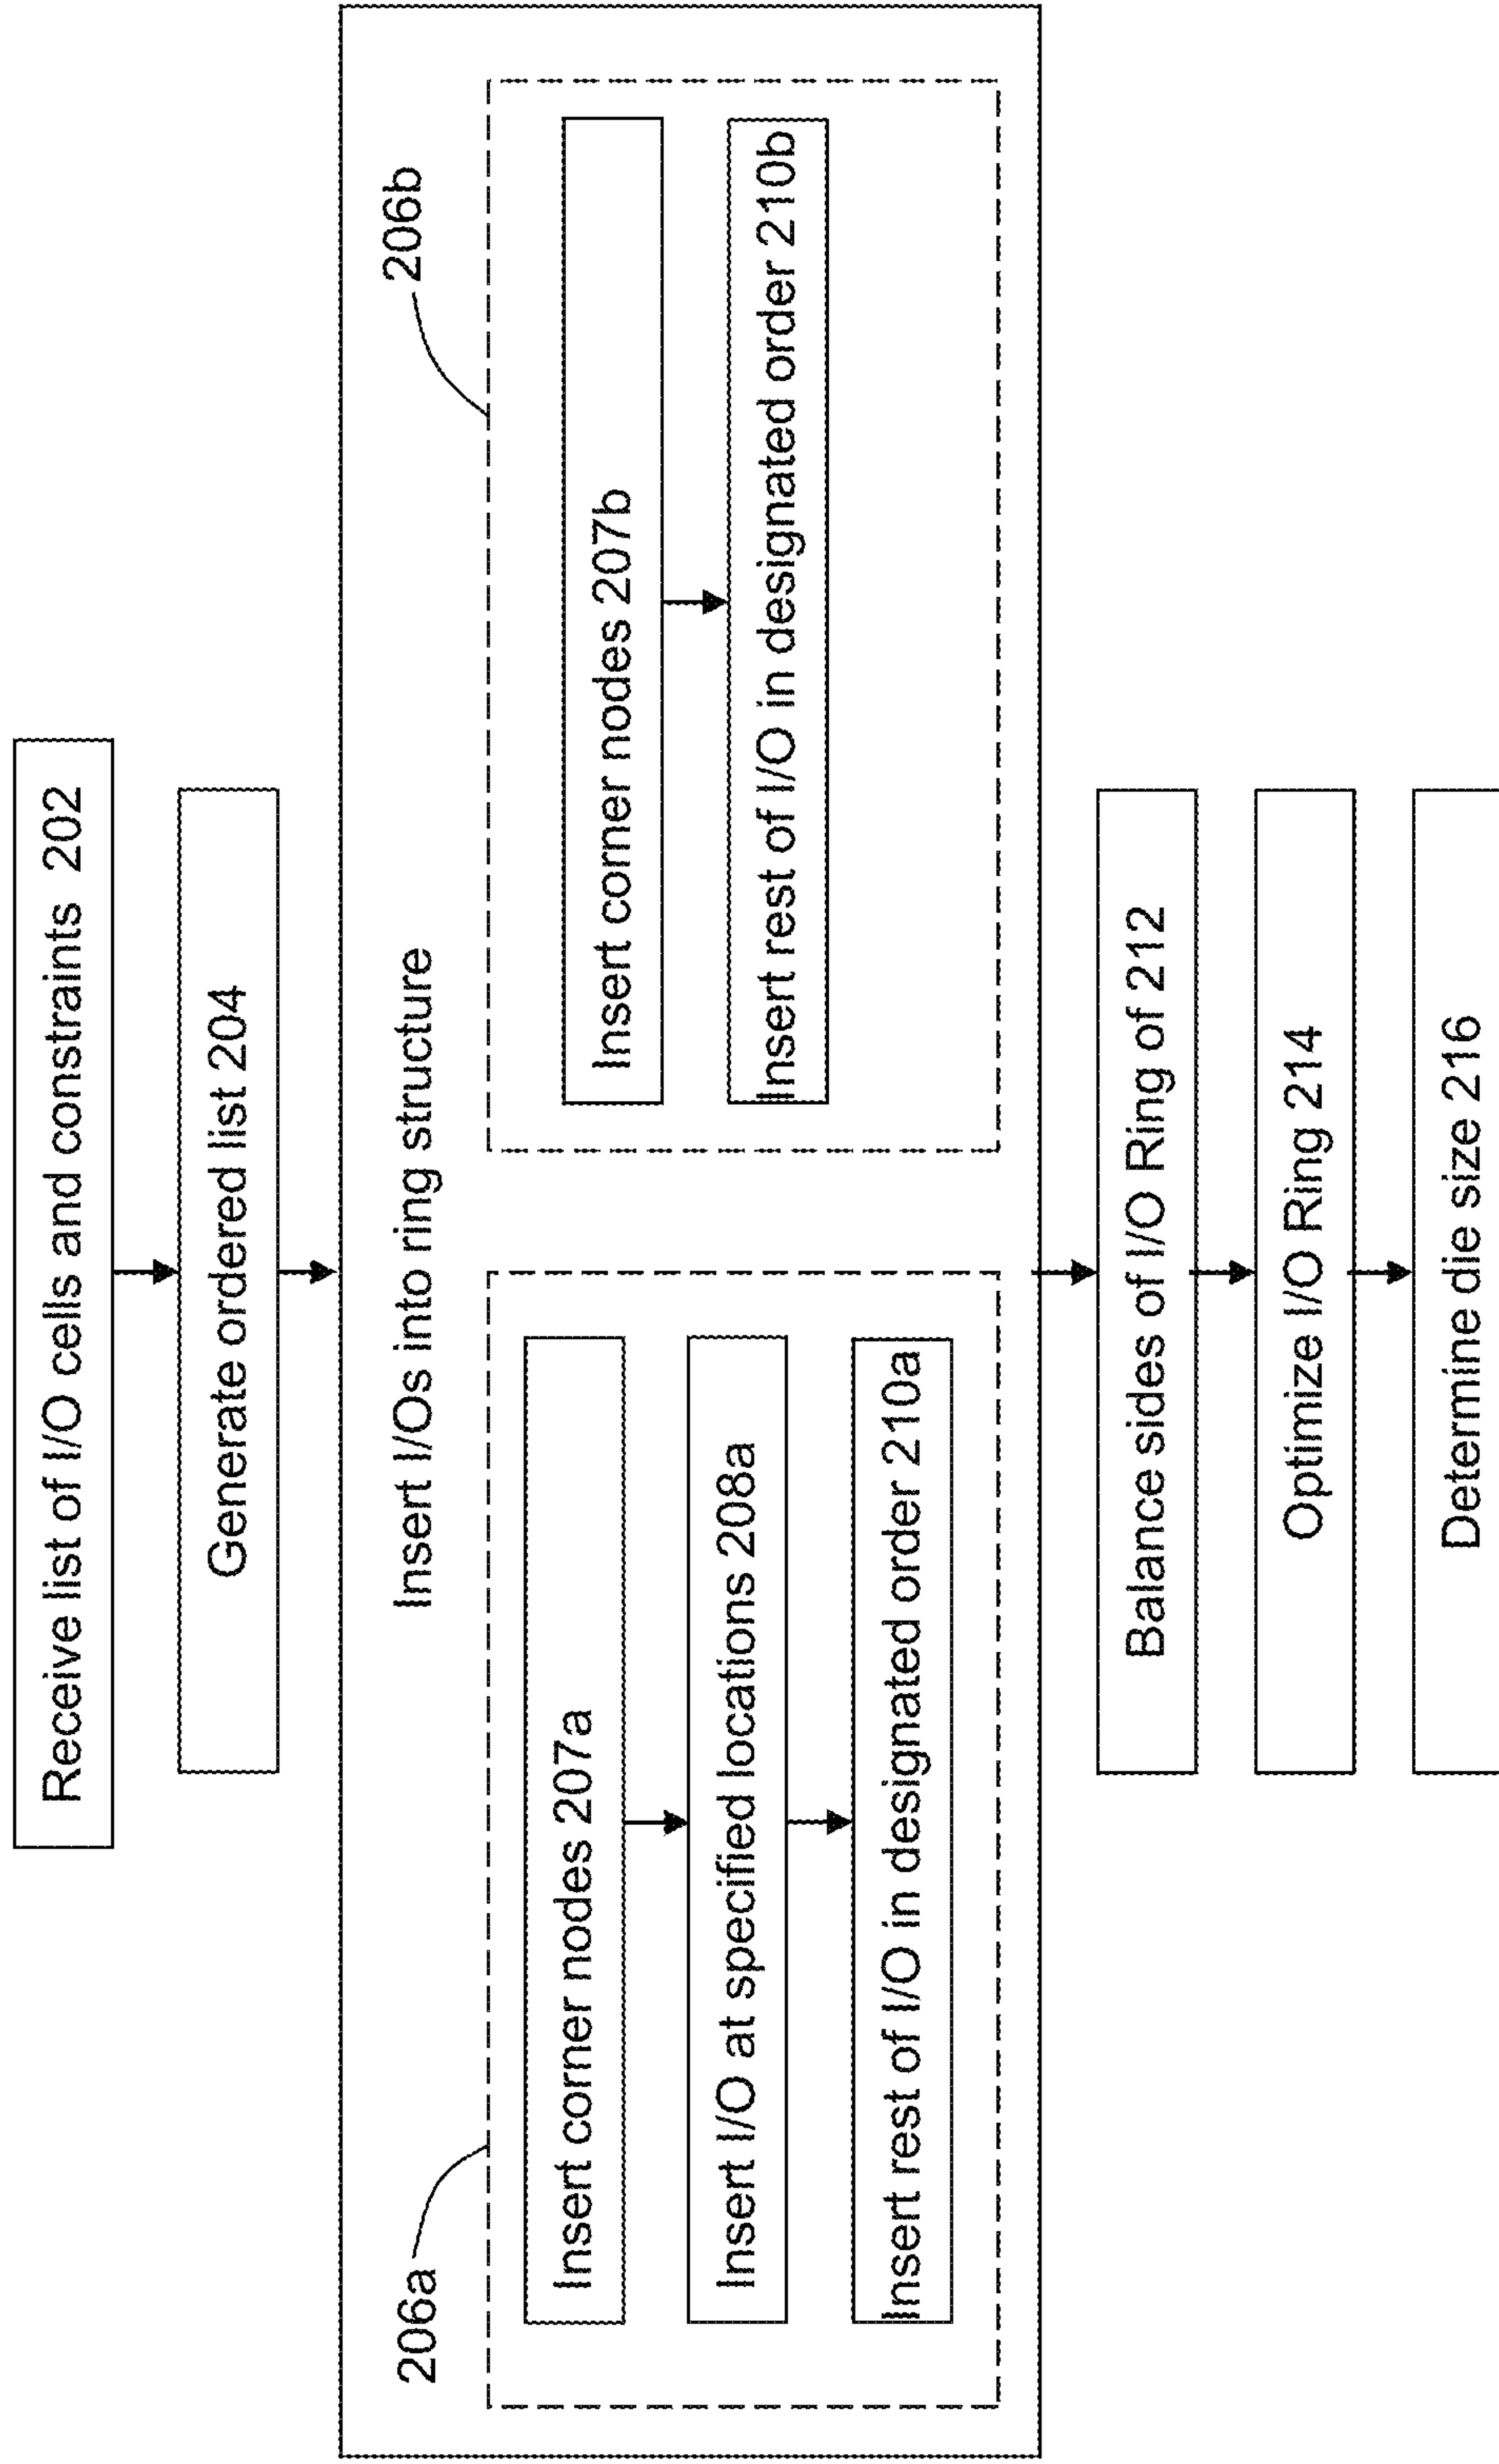 Receive list of I/O cells and constraints 202
Generate ordered list 204
Insert I/Os into ring structure
206a
Insert corner nodes 207a
Insert I/O at specified locations 208a
Insert rest of I/O in designated order 210a
206b
Insert corner nodes 207b
Insert rest of I/O in designated order 210b
Balance sides of I/O Ring of 212
Optimize I/O Ring 214
Determine die size 216